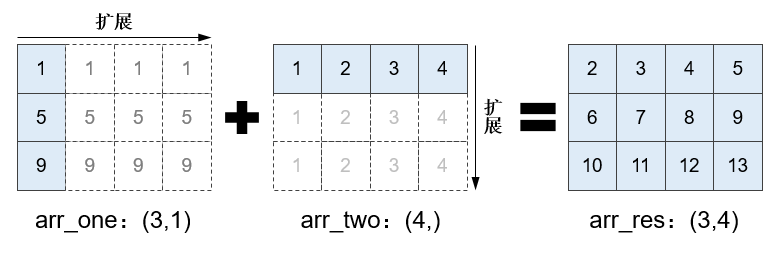 扩展
1 1 1 1
5 5 5 5
9 9 9 9
arr_one：(3,1)
+
1 2 3 4
1 2 3 4
1 2 3 4
扩展
arr_two：(4,)
=
2 3 4 5
6 7 8 9
10 11 12 13
arr_res：(3,4)